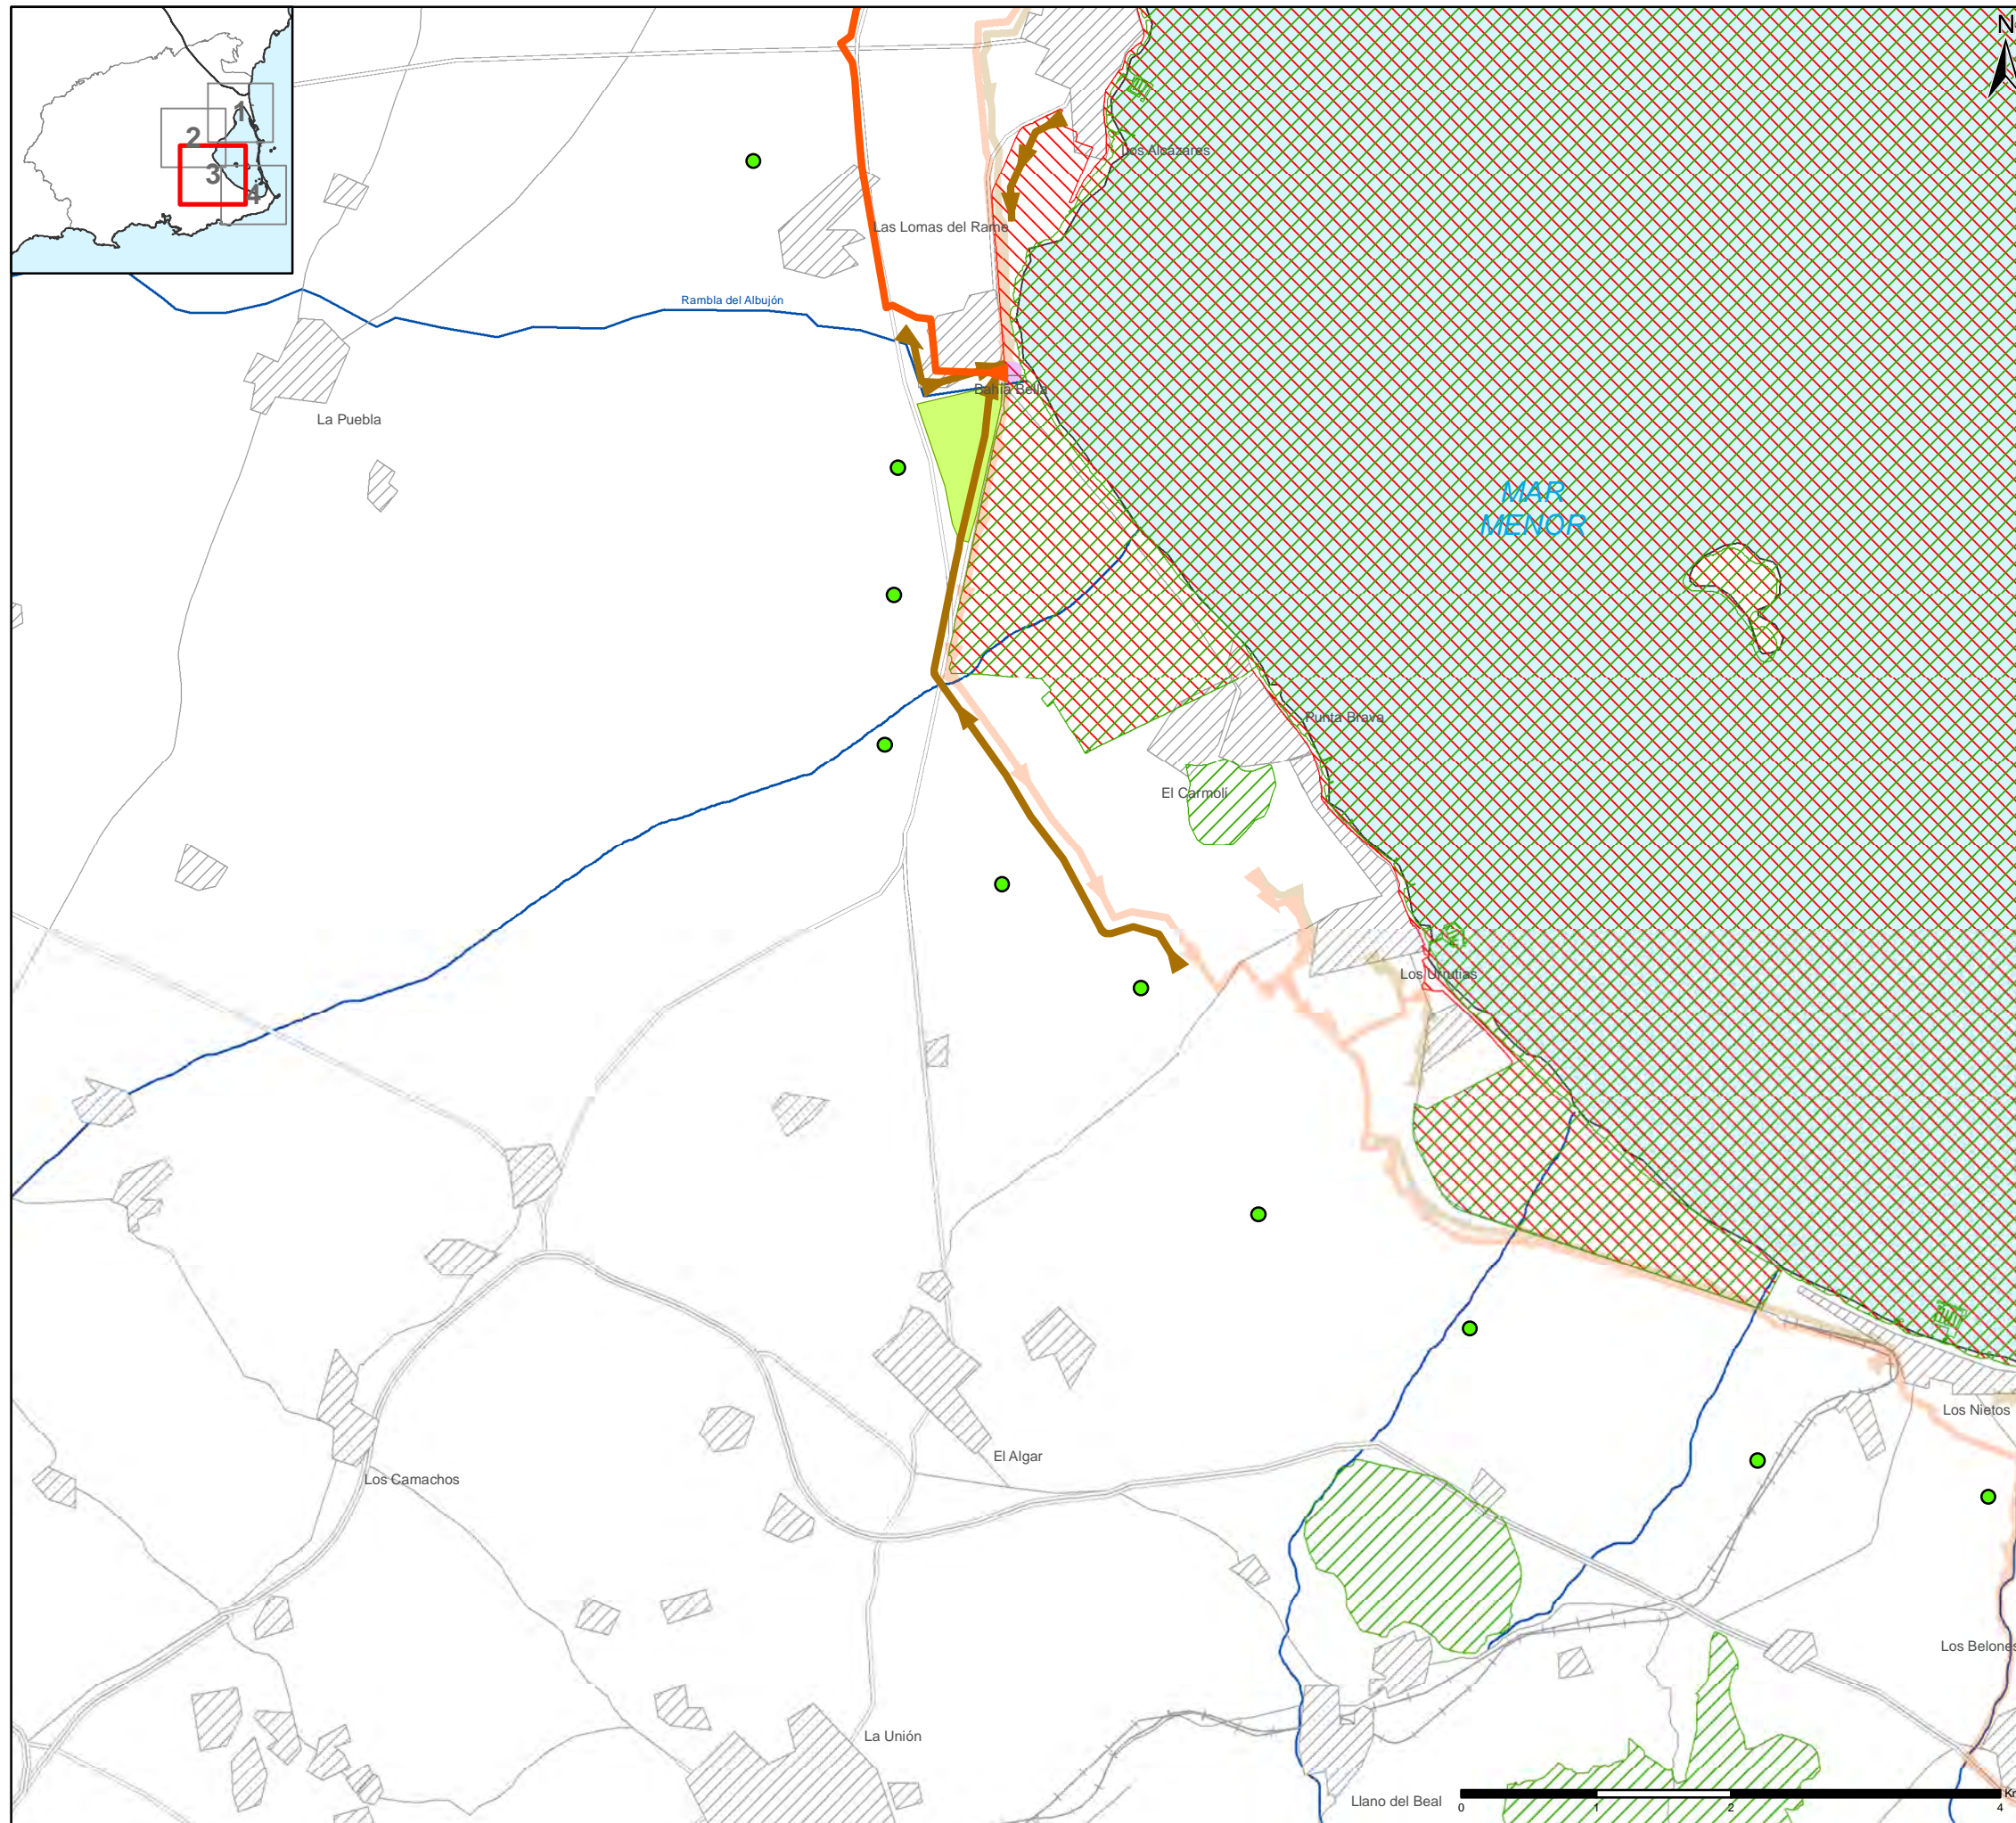 N
1
2
3
4
Los Alcázares
Las Lomas del Rame
Rambla del Albujón
Bahía Bella
La Puebla
MAR
MENOR
Punta Brava
El Carmolí
Los Urrutias
Los Nietos
El Algar
Los Camachos
Los Belones
La Unión
Llano del Beal
0 1 2 4